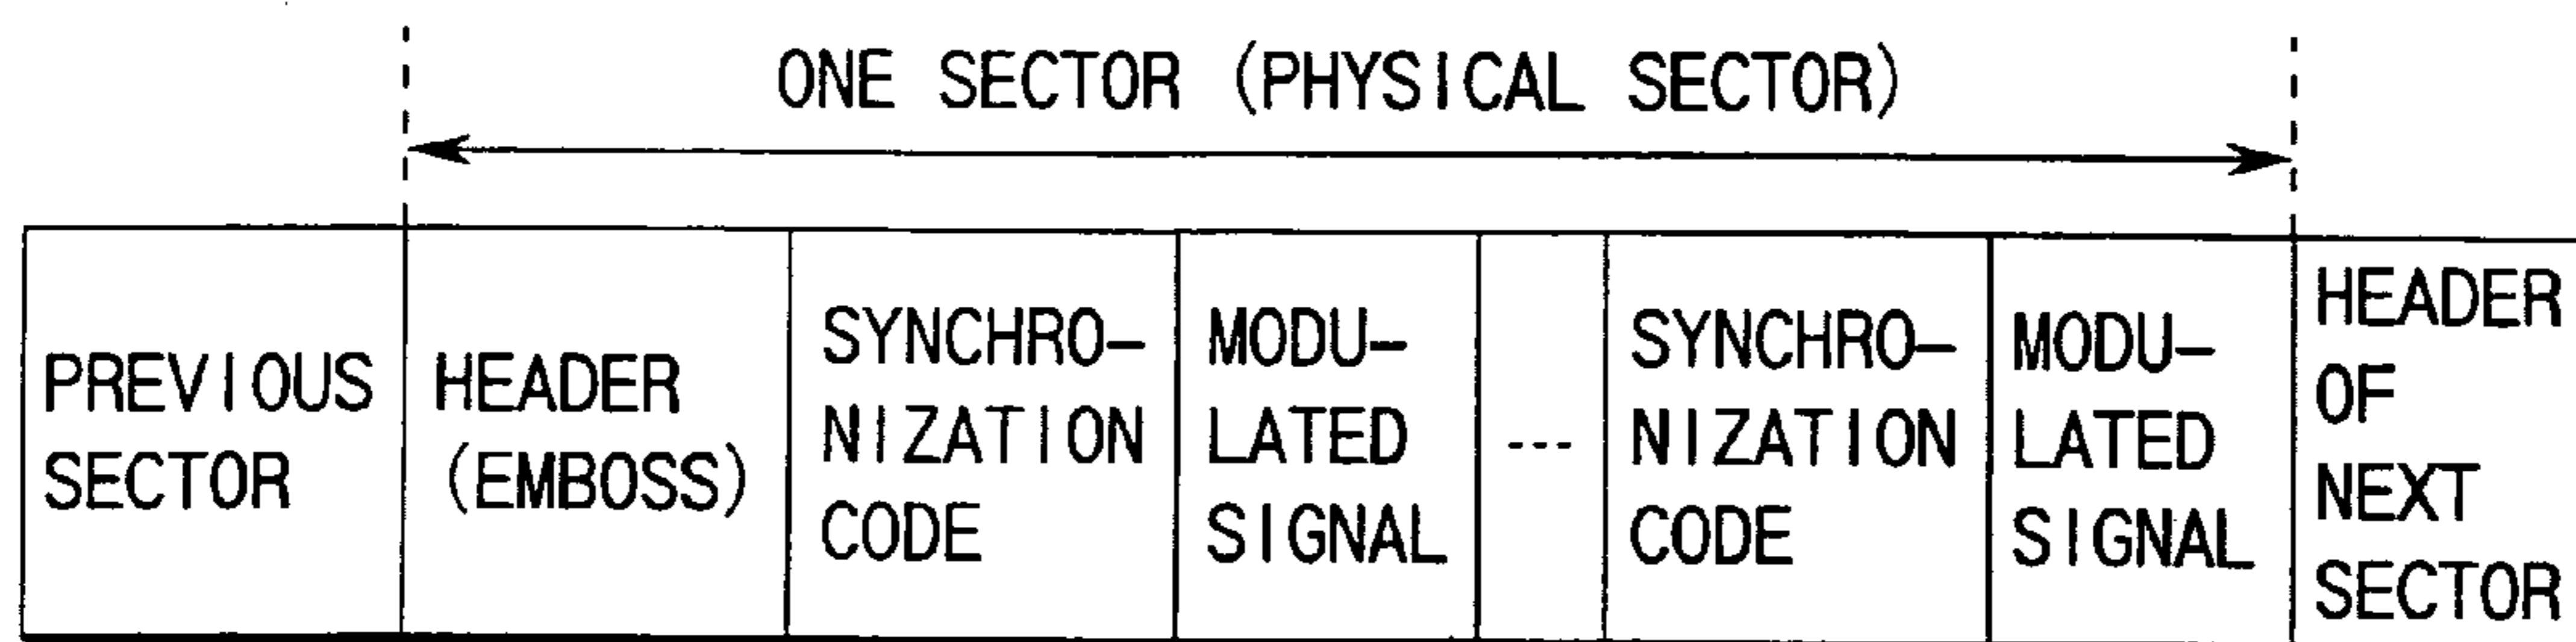 ONE SECTOR (PHYSICAL SECTOR)
PREVIOUS
SECTOR
HEADER
(EMBOSS)
SYNCHRO-
NIZATION
CODE
MODU-
LATED
SIGNAL
---
SYNCHRO-
NIZATION
CODE
MODU-
LATED
SIGNAL
HEADER
OF
NEXT
SECTOR